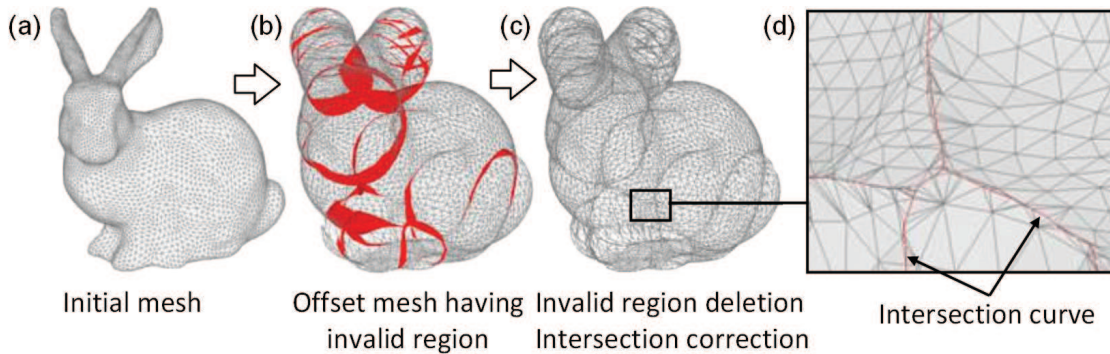 (a)
(b)
(c)
(d)
Initial mesh
Offset mesh having
invalid region
Invalid region deletion
Intersection correction
Intersection curve